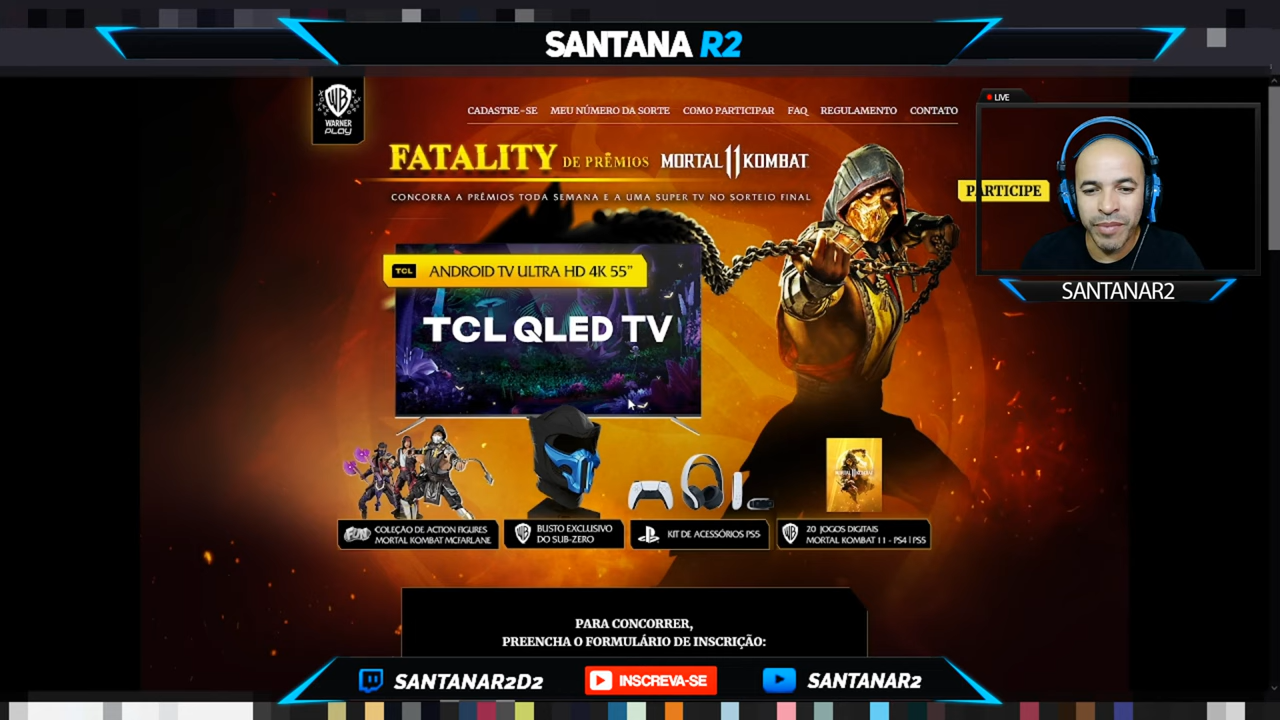 SANTANA R2
WARNER
PLAY
CADASTRE-SE MEU NÚMERO DA SORTE COMO PARTICIPAR FAQ REGULAMENTO CONTATO
LIVE
FATALITY DE PRÊMIOS MORTAL 11 KOMBAT
PARTICIPE
CONCORRA A PRÊMIOS TODA SEMANA E A UMA SUPER TV NO SORTEIO FINAL
TCL ANDROID TV ULTRA HD 4K 55"
SANTANAR2
TCL QLED TV
MORTAL 11 KOMBAT
FUN COLEÇÃO DE ACTION FIGURES
MORTAL KOMBAT MCFARLANE
BUSTO EXCLUSIVO
DO SUB-ZERO
KIT DE ACESSÓRIOS PS5
20 JOGOS DIGITAIS
MORTAL KOMBAT 11 - PS4 | PS5
PARA CONCORRER,
PREENCHA O FORMULÁRIO DE INSCRIÇÃO:
SANTANAR2D2 INSCREVA-SE SANTANAR2